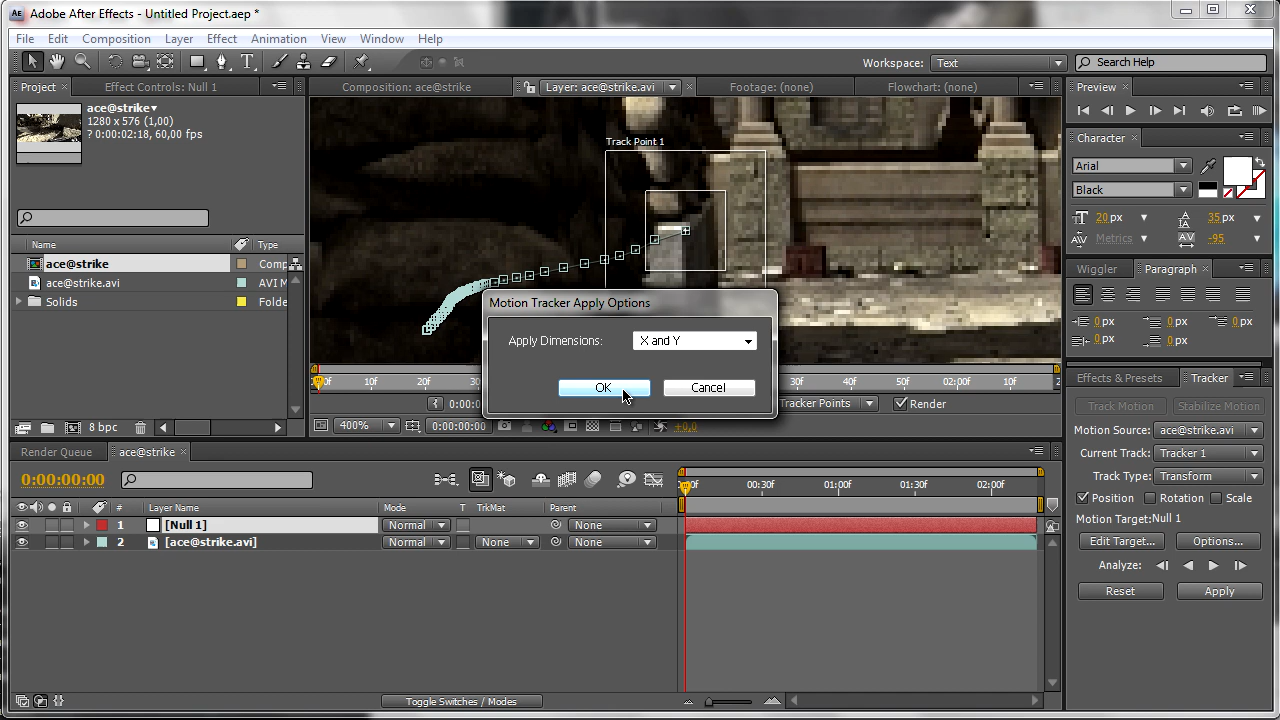 Adobe After Effects - Untitled Project.aep *
File Edit Composition Layer Effect Animation View Window Help
Workspace: Text Search Help
Project Effect Controls: Null 1
ace@strike
1280 x 576 (1,00)
? 0:00:02:18, 60,00 fps
Name Type
ace@strike Comp
ace@strike.avi AVI M
Solids Folde
8 bpc
Composition: ace@strike Layer: ace@strike.avi Footage: (none) Flowchart: (none)
Track Point 1
Motion Tracker Apply Options
Apply Dimensions: X and Y
OK Cancel
00f 10f 20f 30f 40f 50f 02:00f 10f 2
0:00: Tracker Points Render
400% 0:00:00:00 +0,0
Preview
Character
Arial
Black
20 px 35 px
Metrics -95
Wiggler Paragraph
0 px 0 px 0 px
0 px 0 px
Effects & Presets Tracker
Track Motion Stabilize Motion
Motion Source: ace@strike.avi
Current Track: Tracker 1
Track Type: Transform
Position Rotation Scale
Motion Target: Null 1
Edit Target... Options...
Analyze:
Reset Apply
Render Queue ace@strike
0:00:00:00
00f 00:30f 01:00f 01:30f 02:00f
# Layer Name Mode T TrkMat Parent
1 [Null 1] Normal None
2 [ace@strike.avi] Normal None None
Toggle Switches / Modes